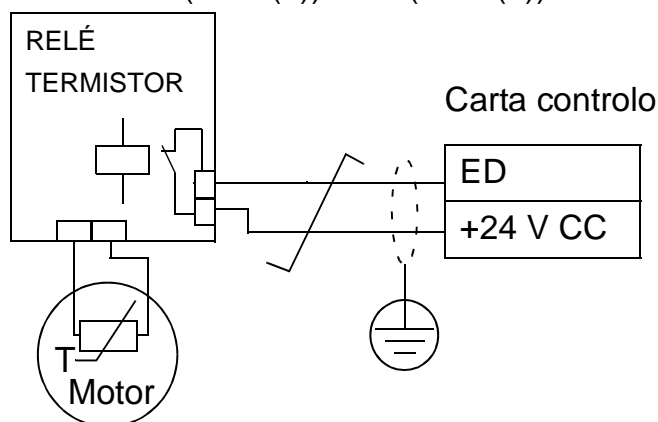 RELÉ
TERMISTOR
Carta controlo
ED
+24 V CC
T
Motor